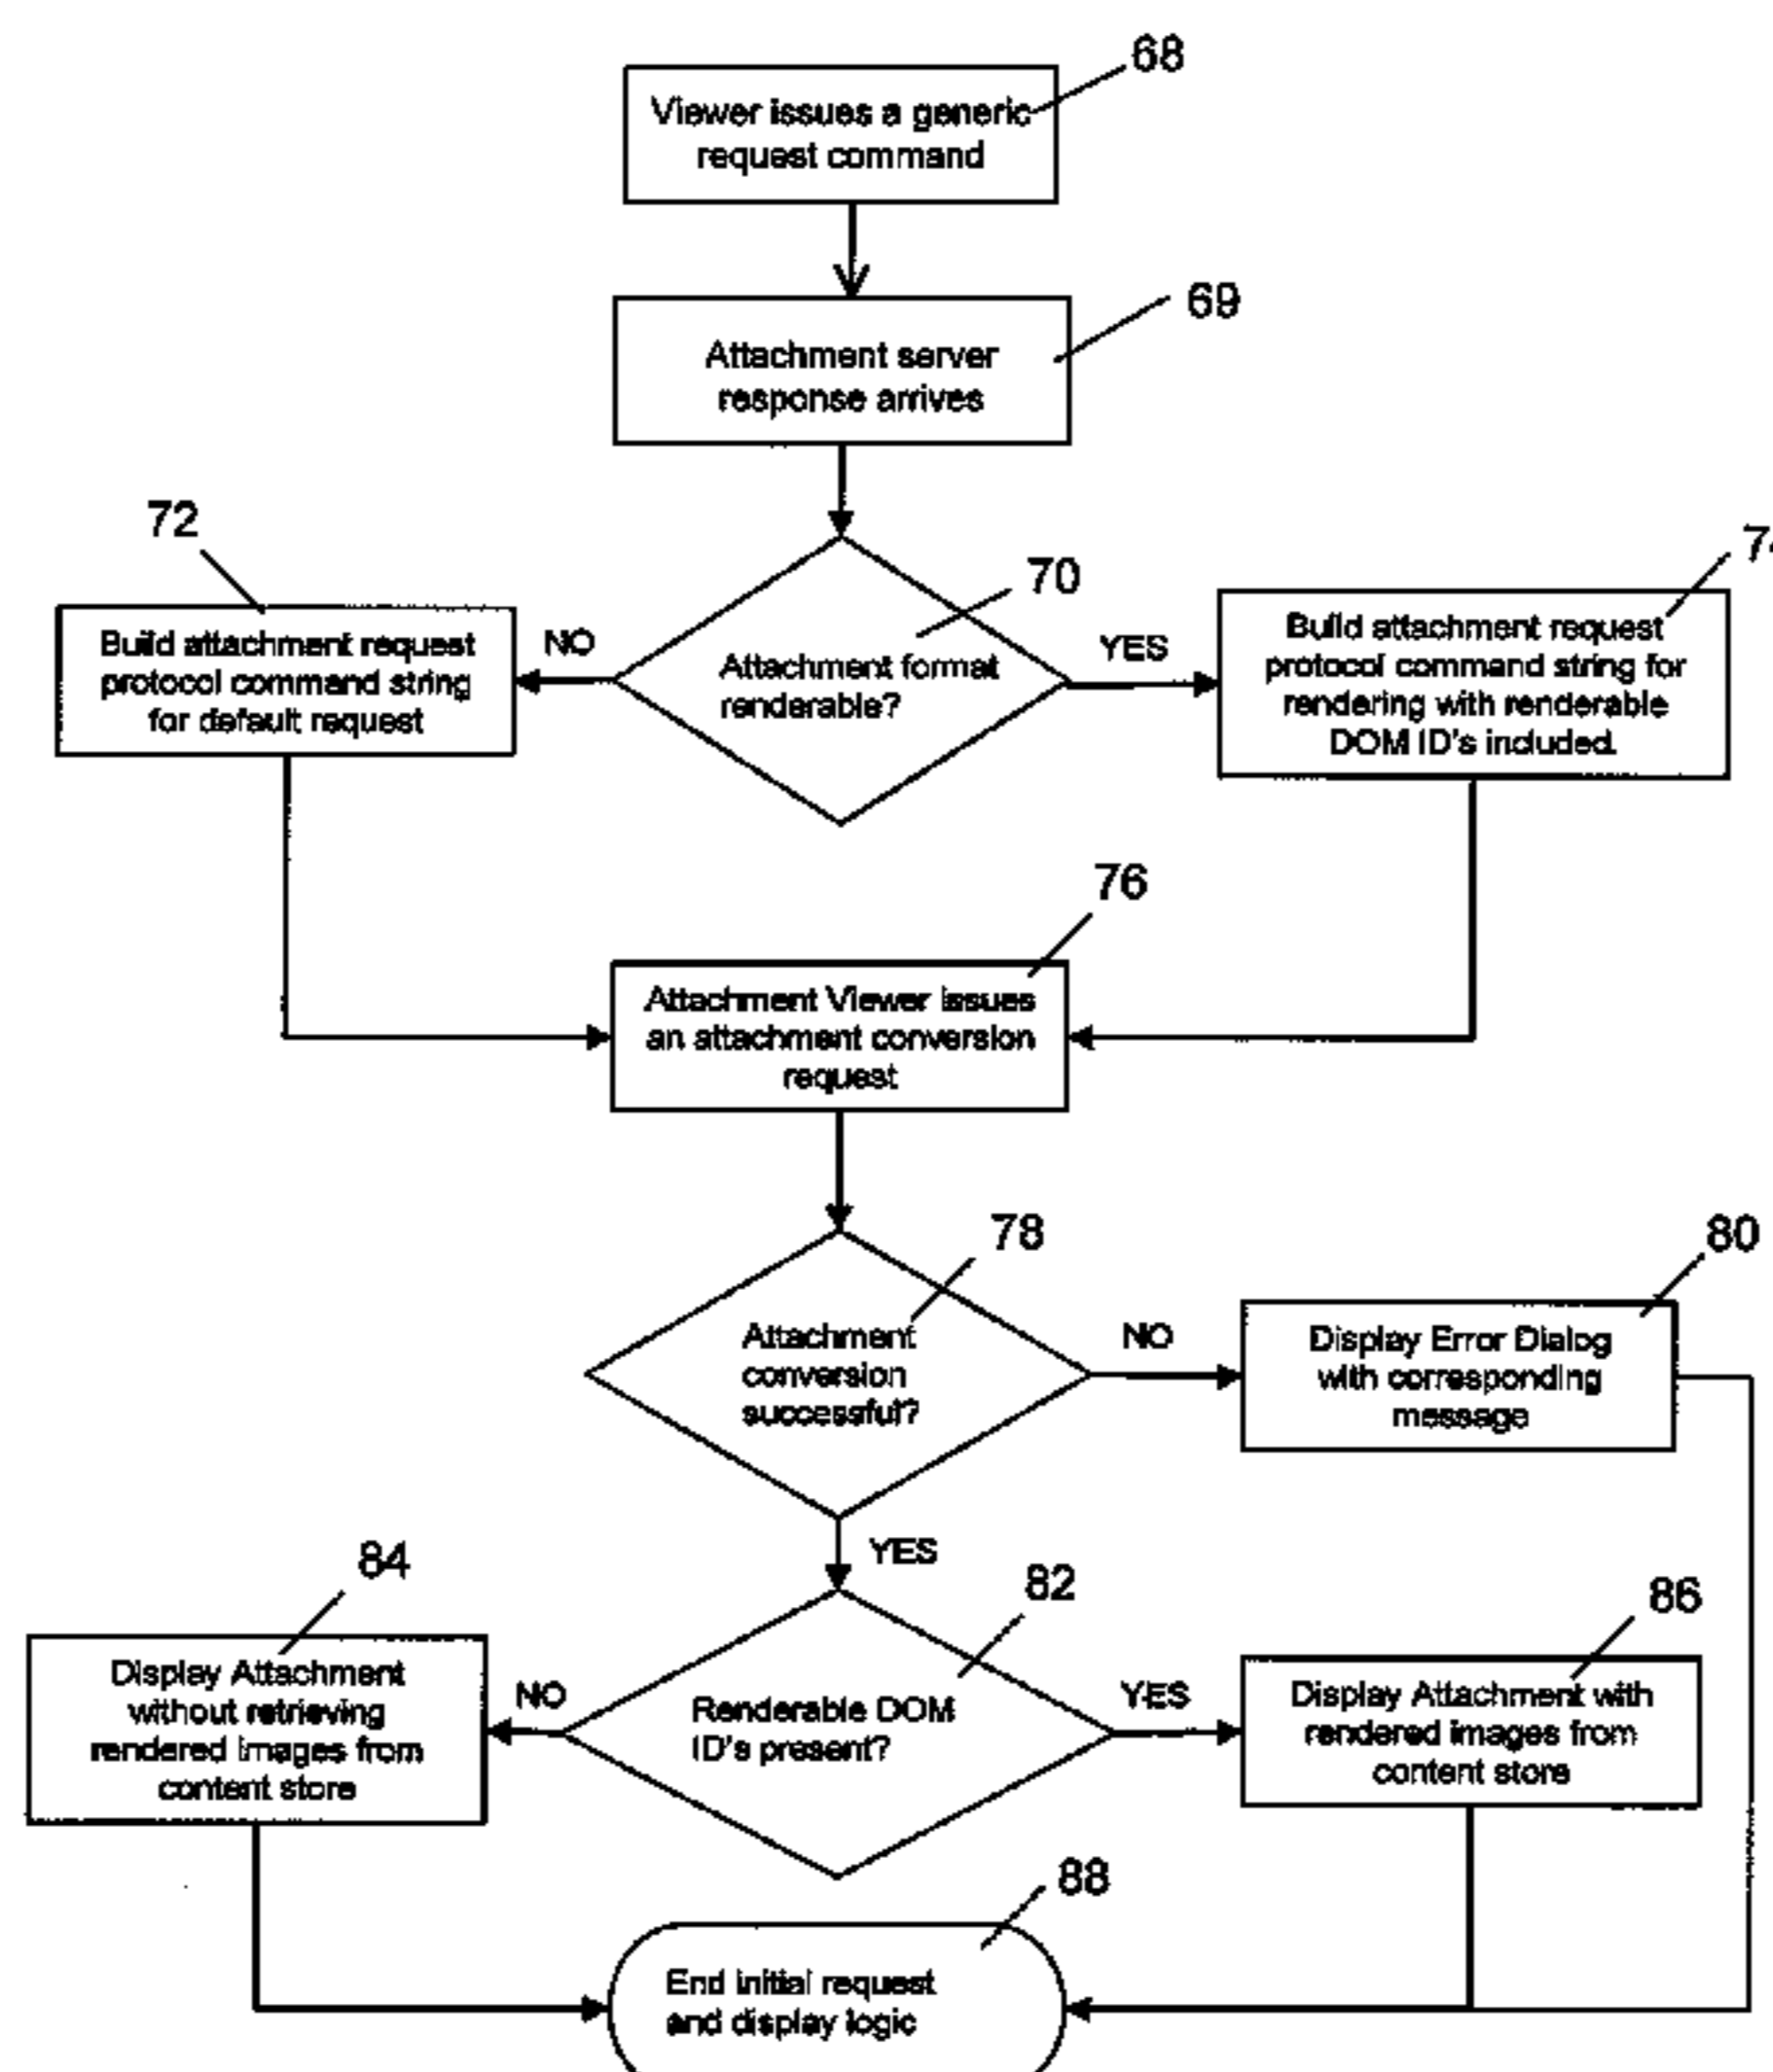 68
Viewer issues a generic
request command
69
Attachment server
response arrives
72
70
Build attachment request
protocol command string
for default request
NO
Attachment format
renderable?
YES
Build attachment request
protocol command string for
rendering with renderable
DOM ID's included.
76
Attachment Viewer issues
an attachment conversion
request
78
80
Attachment
conversion
successful?
NO
Display Error Dialog
with corresponding
message
YES
84
82
86
Display Attachment
without retrieving
rendered images from
content store
NO
Renderable DOM
ID's present?
YES
Display Attachment with
rendered images from
content store
88
End initial request
and display logic